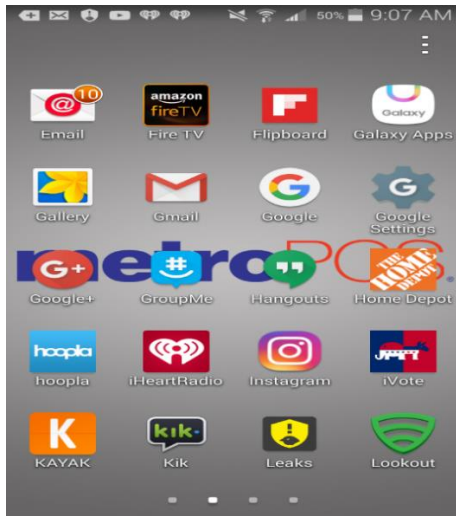 50% 9:07 AM
10
amazon
fireTV
Galaxy
Email Fire TV Flipboard Galaxy Apps
G G
Gallery Gmail Google Google
Settings
metroPCS.
G+ # THE
HOME
DEPOT
Google+ GroupMe Hangouts Home Depot
hoopla
hoopla iHeartRadio Instagram iVote
K kik
KAYAK Kik Leaks Lookout